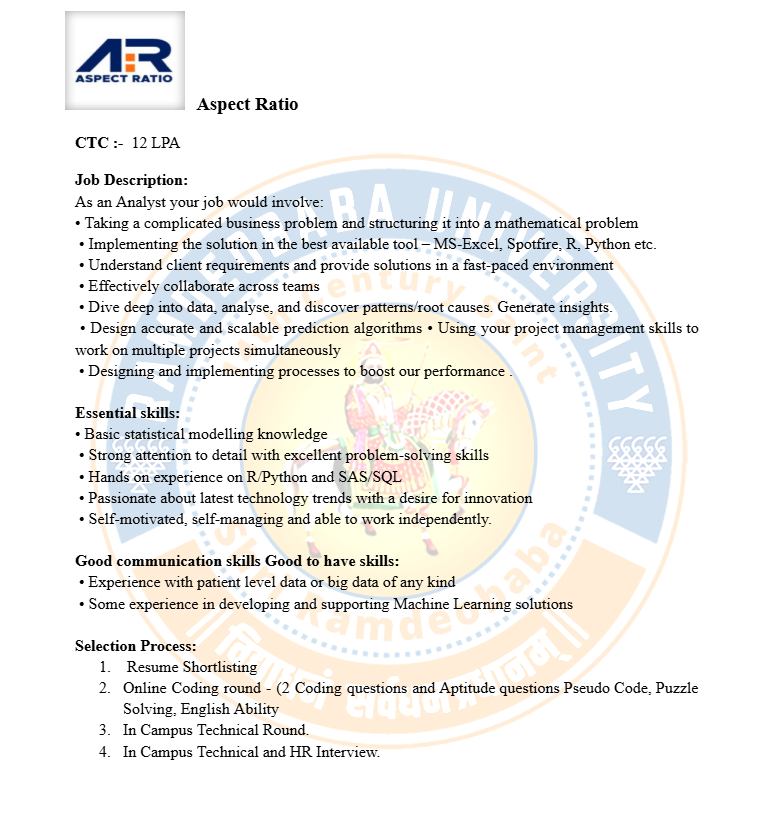 AR
ASPECT RATIO
Aspect Ratio
CTC :-  12 LPA
Job Description:
As an Analyst your job would involve:
• Taking a complicated business problem and structuring it into a mathematical problem
• Implementing the solution in the best available tool – MS-Excel, Spotfire, R, Python etc.
• Understand client requirements and provide solutions in a fast-paced environment
• Effectively collaborate across teams
• Dive deep into data, analyse, and discover patterns/root causes. Generate insights.
• Design accurate and scalable prediction algorithms • Using your project management skills to
work on multiple projects simultaneously
• Designing and implementing processes to boost our performance .
Essential skills:
• Basic statistical modelling knowledge
• Strong attention to detail with excellent problem-solving skills
• Hands on experience on R/Python and SAS/SQL
• Passionate about latest technology trends with a desire for innovation
• Self-motivated, self-managing and able to work independently.
Good communication skills Good to have skills:
• Experience with patient level data or big data of any kind
• Some experience in developing and supporting Machine Learning solutions
Selection Process:
1. Resume Shortlisting
2. Online Coding round - (2 Coding questions and Aptitude questions Pseudo Code, Puzzle
Solving, English Ability
3. In Campus Technical Round.
4. In Campus Technical and HR Interview.
RAMDEOBABA UNIVERSITY
Century Saint
Shri Ramdeobaba